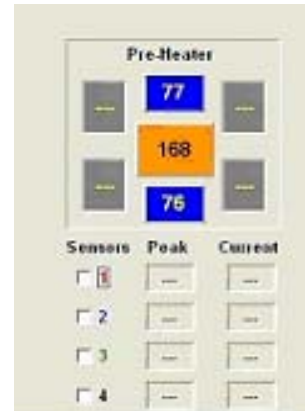 Pre-Heater
--- 77 ---
168
--- 76 ---
Sensors Peak Current
1 --- ---
2 --- ---
3 --- ---
4 --- ---